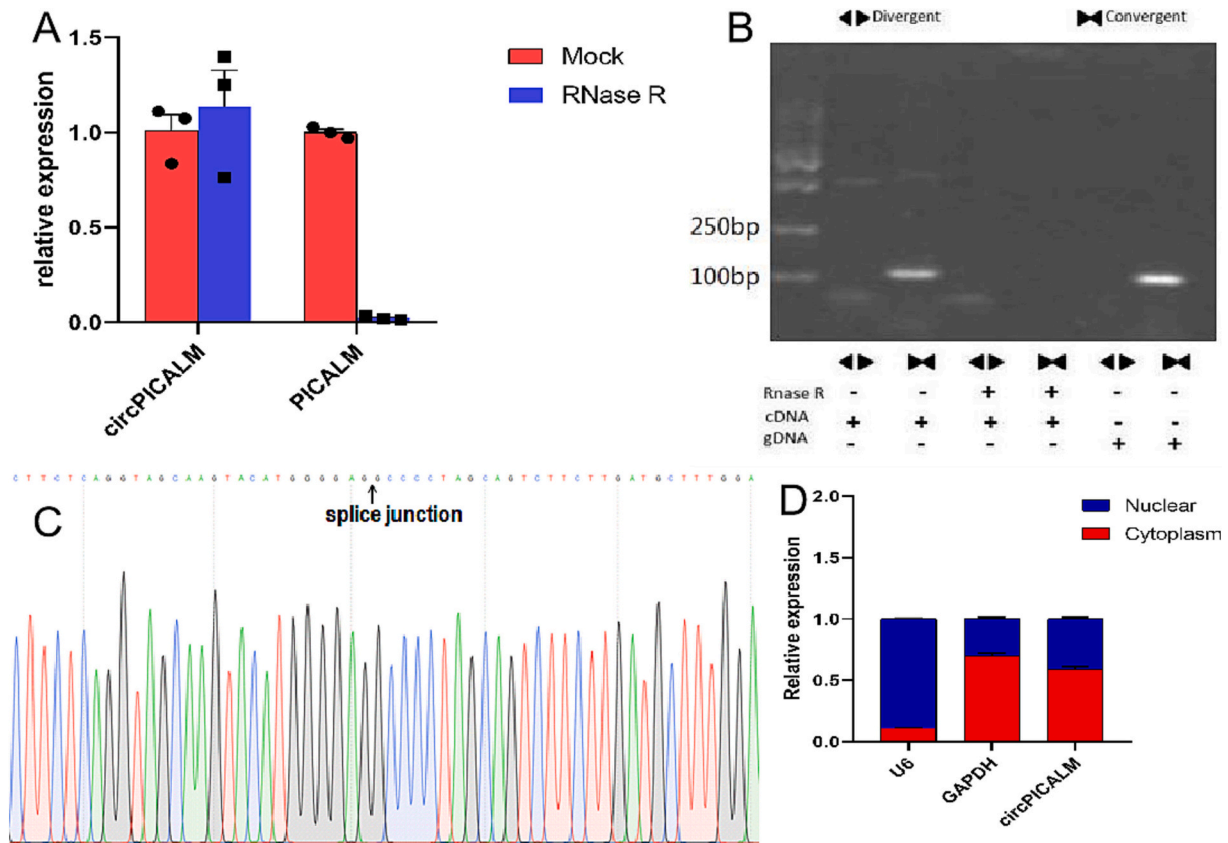 A
1.5
1.0
0.5
0.0
relative expression
Mock
RNase R
circPICALM
PICALM
B
Divergent
Convergent
250bp
100bp
Rnase R - - + + - -
cDNA + + + + - -
gDNA - - - - + +
C T T C T C A G G T A G C A A G T A C A T G G G G A G G C C C C T A G C A G T C T T C T T G A T G C T T T G G A
C
splice junction
D
2.0
1.5
1.0
0.5
0.0
Relative expression
Nuclear
Cytoplasm
U6
GAPDH
circPICALM